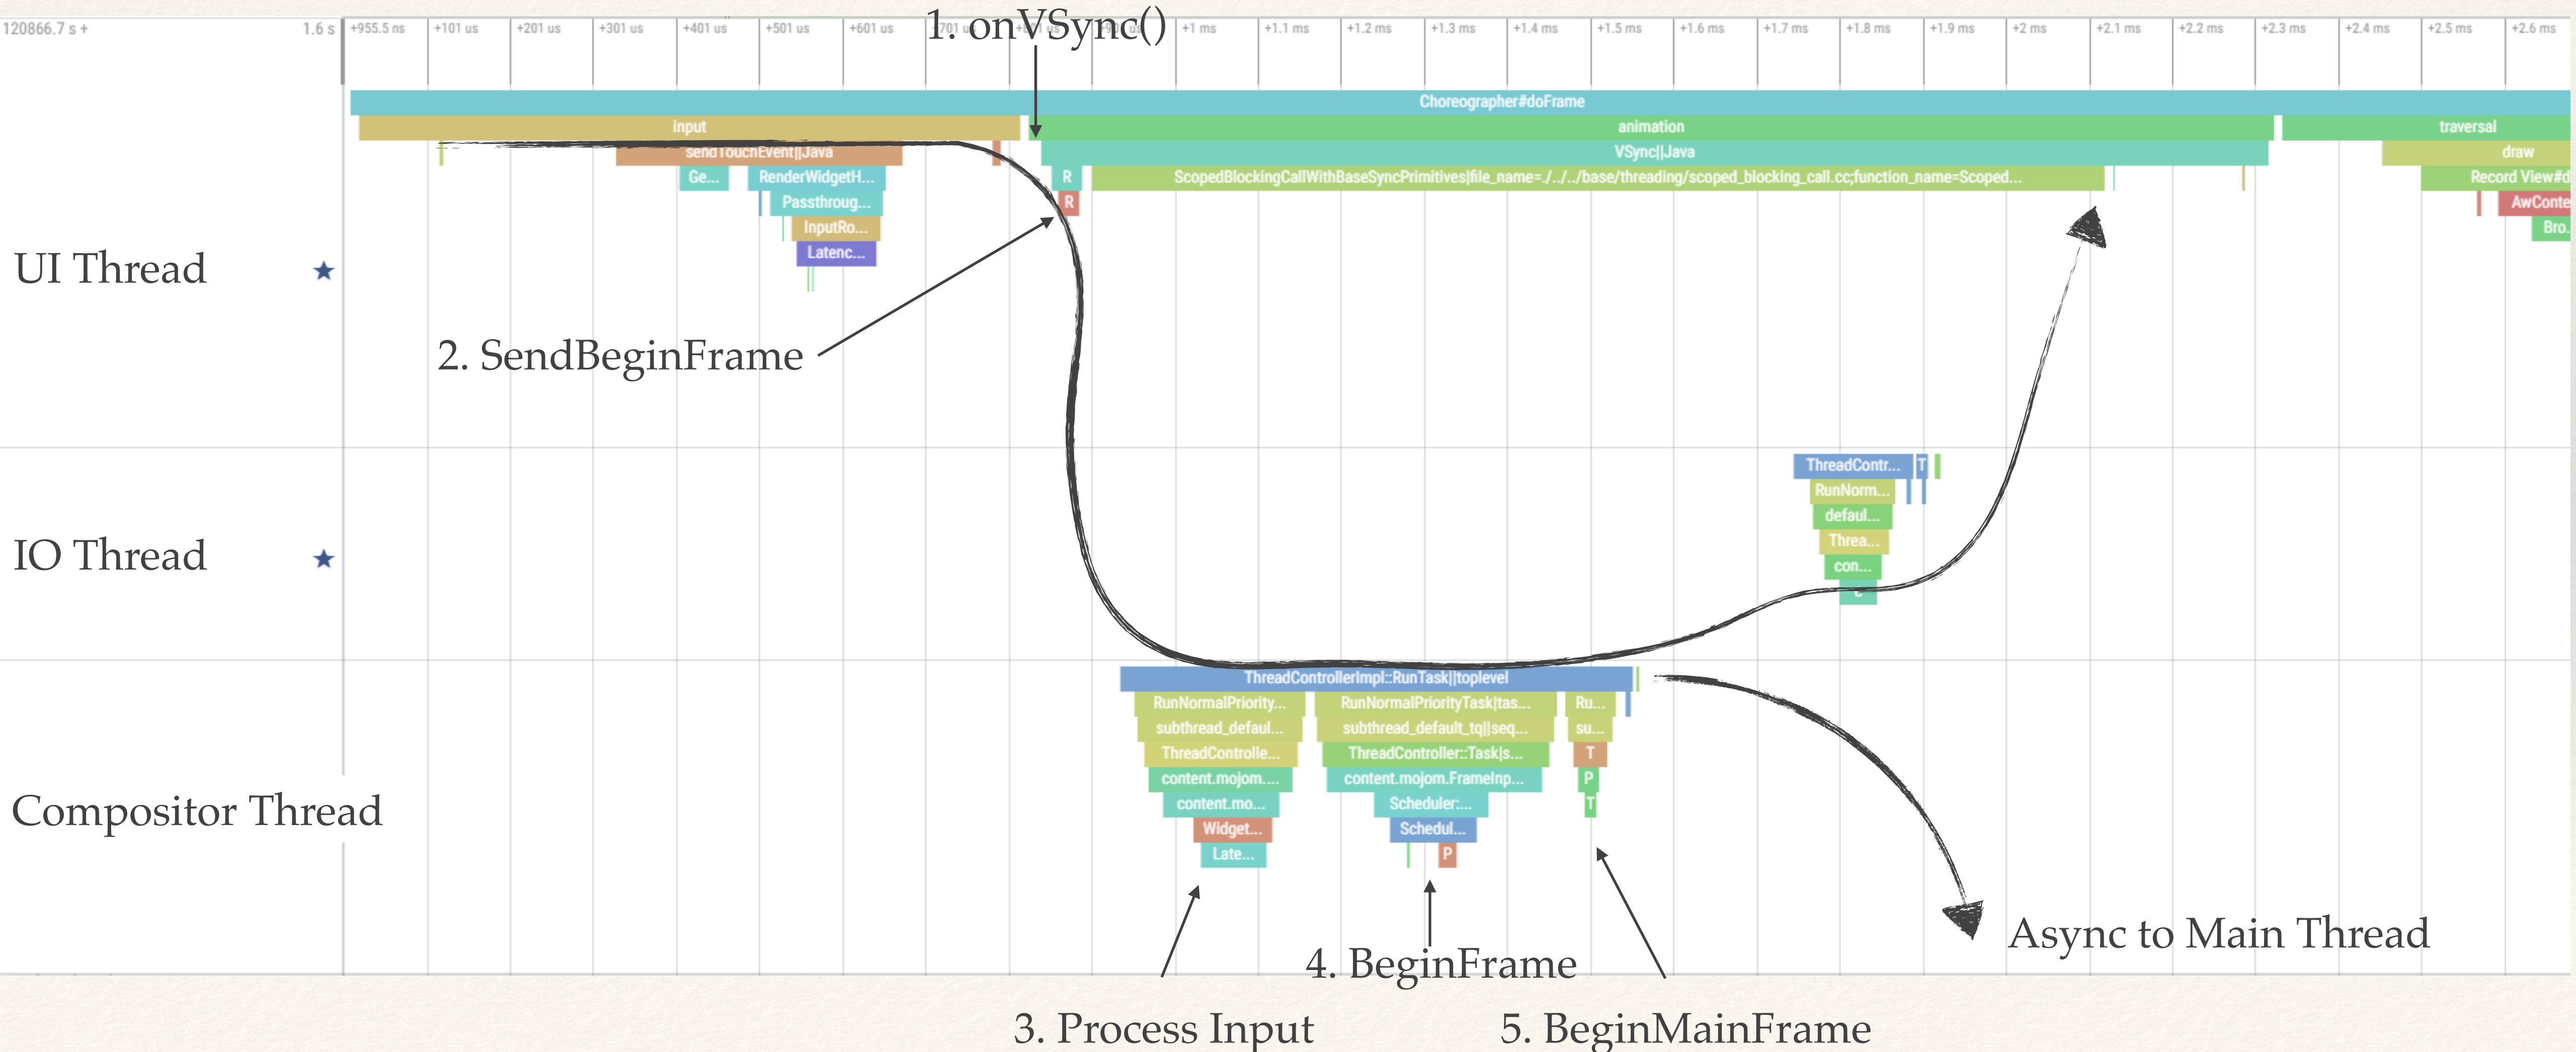 120866.7 s +
1.6 s
+955.5 ns
+101 us
+201 us
+301 us
+401 us
+501 us
+601 us
+701 us
+1 ms
+1.1 ms
+1.2 ms
+1.3 ms
+1.4 ms
+1.5 ms
+1.6 ms
+1.7 ms
+1.8 ms
+1.9 ms
+2 ms
+2.1 ms
+2.2 ms
+2.3 ms
+2.4 ms
+2.5 ms
+2.6 ms
1. onVSync()
Choreographer#doFrame
input
animation
traversal
sendTouchEvent||Java
VSync||Java
draw
Ge...
RenderWidgetH...
R
ScopedBlockingCallWithBaseSyncPrimitives|file_name=./../../base/threading/scoped_blocking_call.cc;function_name=Scoped...
Record View#d
Passthroug...
R
AwConte
InputRo...
Bro.
Latenc...
UI Thread
2. SendBeginFrame
IO Thread
ThreadContr...
T
RunNorm...
defaul...
Threa...
con...
Compositor Thread
ThreadControllerImpl::RunTask||toplevel
RunNormalPriority...
RunNormalPriorityTask|tas...
Ru...
subthread_defaul...
subthread_default_tq||seq...
su...
ThreadControlle...
ThreadController::Task|s...
T
content.mojom....
content.mojom.FrameInp...
P
content.mo...
Scheduler:...
T
Widget...
Schedul...
Late...
P
Async to Main Thread
4. BeginFrame
3. Process Input
5. BeginMainFrame